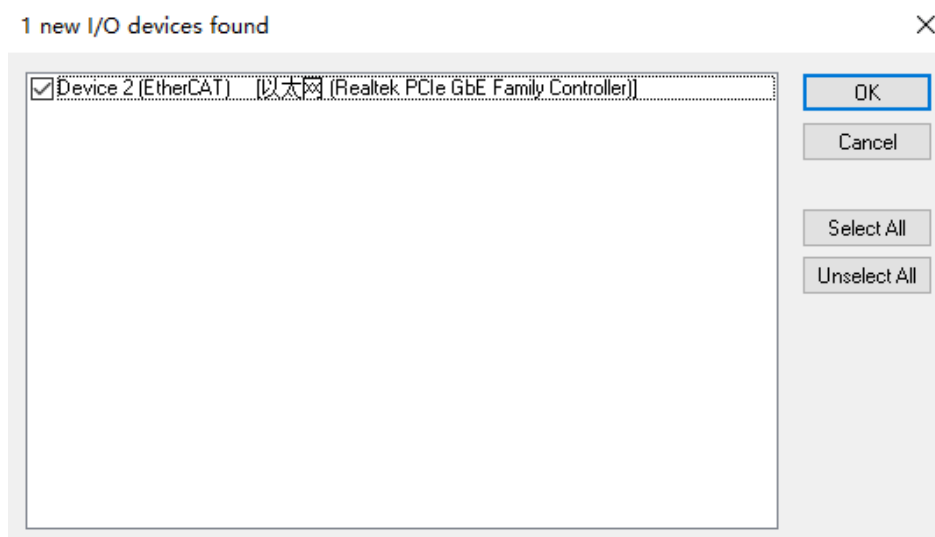 1 new I/O devices found
Device 2 (EtherCAT) [以太网 (Realtek PCIe GbE Family Controller)]
OK
Cancel
Select All
Unselect All